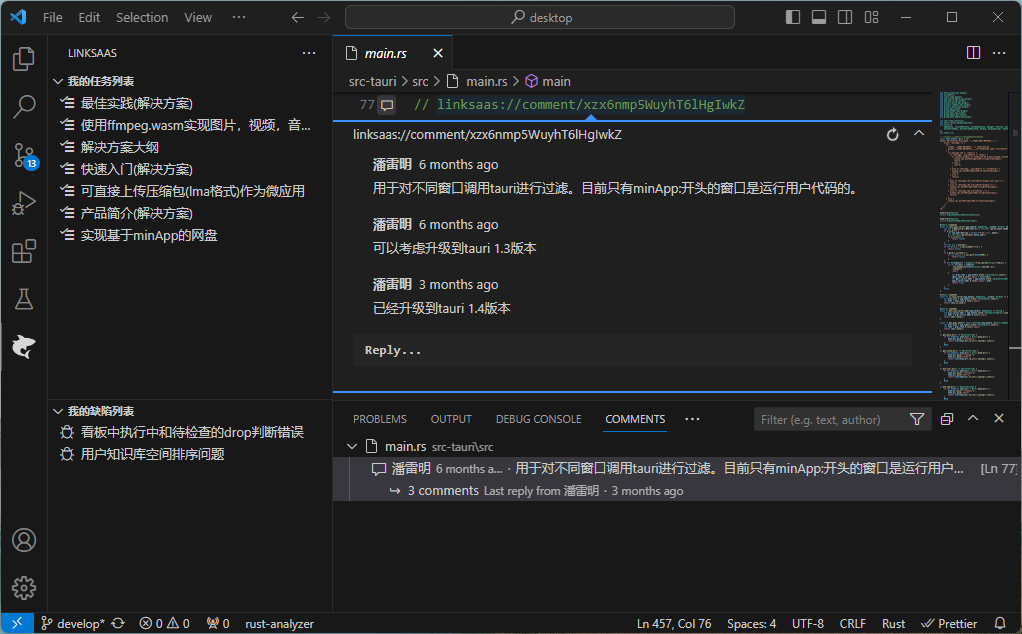 File Edit Selection View ··· desktop
LINKSAAS ···
我的任务列表
最佳实践(解决方案)
使用ffmpeg.wasm实现图片，视频，音...
解决方案大纲
快速入门(解决方案)
可直接上传压缩包(lma格式)作为微应用
产品简介(解决方案)
实现基于minApp的网盘
我的缺陷列表
看板中执行中和待检查的drop判断错误
用户知识库空间排序问题
13
main.rs
src-tauri > src > main.rs > main
77 // linksaas://comment/xzx6nmp5WuyhT6lHgIwkZ
linksaas://comment/xzx6nmp5WuyhT6lHgIwkZ
潘雷明 6 months ago
用于对不同窗口调用tauri进行过滤。目前只有minApp:开头的窗口是运行用户代码的。
潘雷明 6 months ago
可以考虑升级到tauri 1.3版本
潘雷明 3 months ago
已经升级到tauri 1.4版本
Reply...
PROBLEMS OUTPUT DEBUG CONSOLE COMMENTS ··· Filter (e.g. text, author)
main.rs src-tauri\src
潘雷明 6 months a... · 用于对不同窗口调用tauri进行过滤。目前只有minApp:开头的窗口是运行用户... [Ln 77]
3 comments Last reply from 潘雷明 · 3 months ago
develop* 0 0 0 rust-analyzer Ln 457, Col 76 Spaces: 4 UTF-8 CRLF Rust Prettier